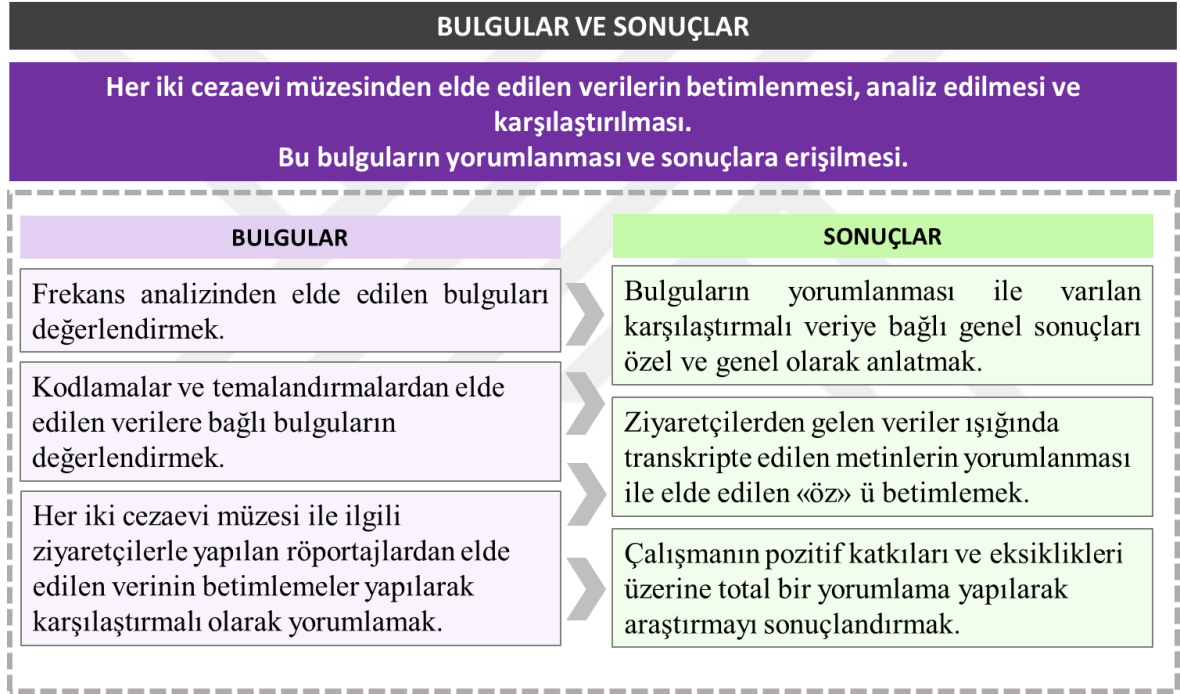 BULGULAR VE SONUÇLAR
Her iki cezaevi müzesinden elde edilen verilerin betimlenmesi, analiz edilmesi ve
karşılaştırılması.
Bu bulguların yorumlanması ve sonuçlara erişilmesi.
BULGULAR
Frekans analizinden elde edilen bulguları
değerlendirmek.
Kodlamalar ve temalandırmalardan elde
edilen verilere bağlı bulguların
değerlendirmek.
Her iki cezaevi müzesi ile ilgili
ziyaretçilerle yapılan röportajlardan elde
edilen verinin betimlemeler yapılarak
karşılaştırmalı olarak yorumlamak.
SONUÇLAR
Bulguların yorumlanması ile varılan
karşılaştırmalı veriye bağlı genel sonuçları
özel ve genel olarak anlatmak.
Ziyaretçilerden gelen veriler ışığında
transkripte edilen metinlerin yorumlanması
ile elde edilen «öz» ü betimlemek.
Çalışmanın pozitif katkıları ve eksiklikleri
üzerine total bir yorumlama yapılarak
araştırmayı sonuçlandırmak.